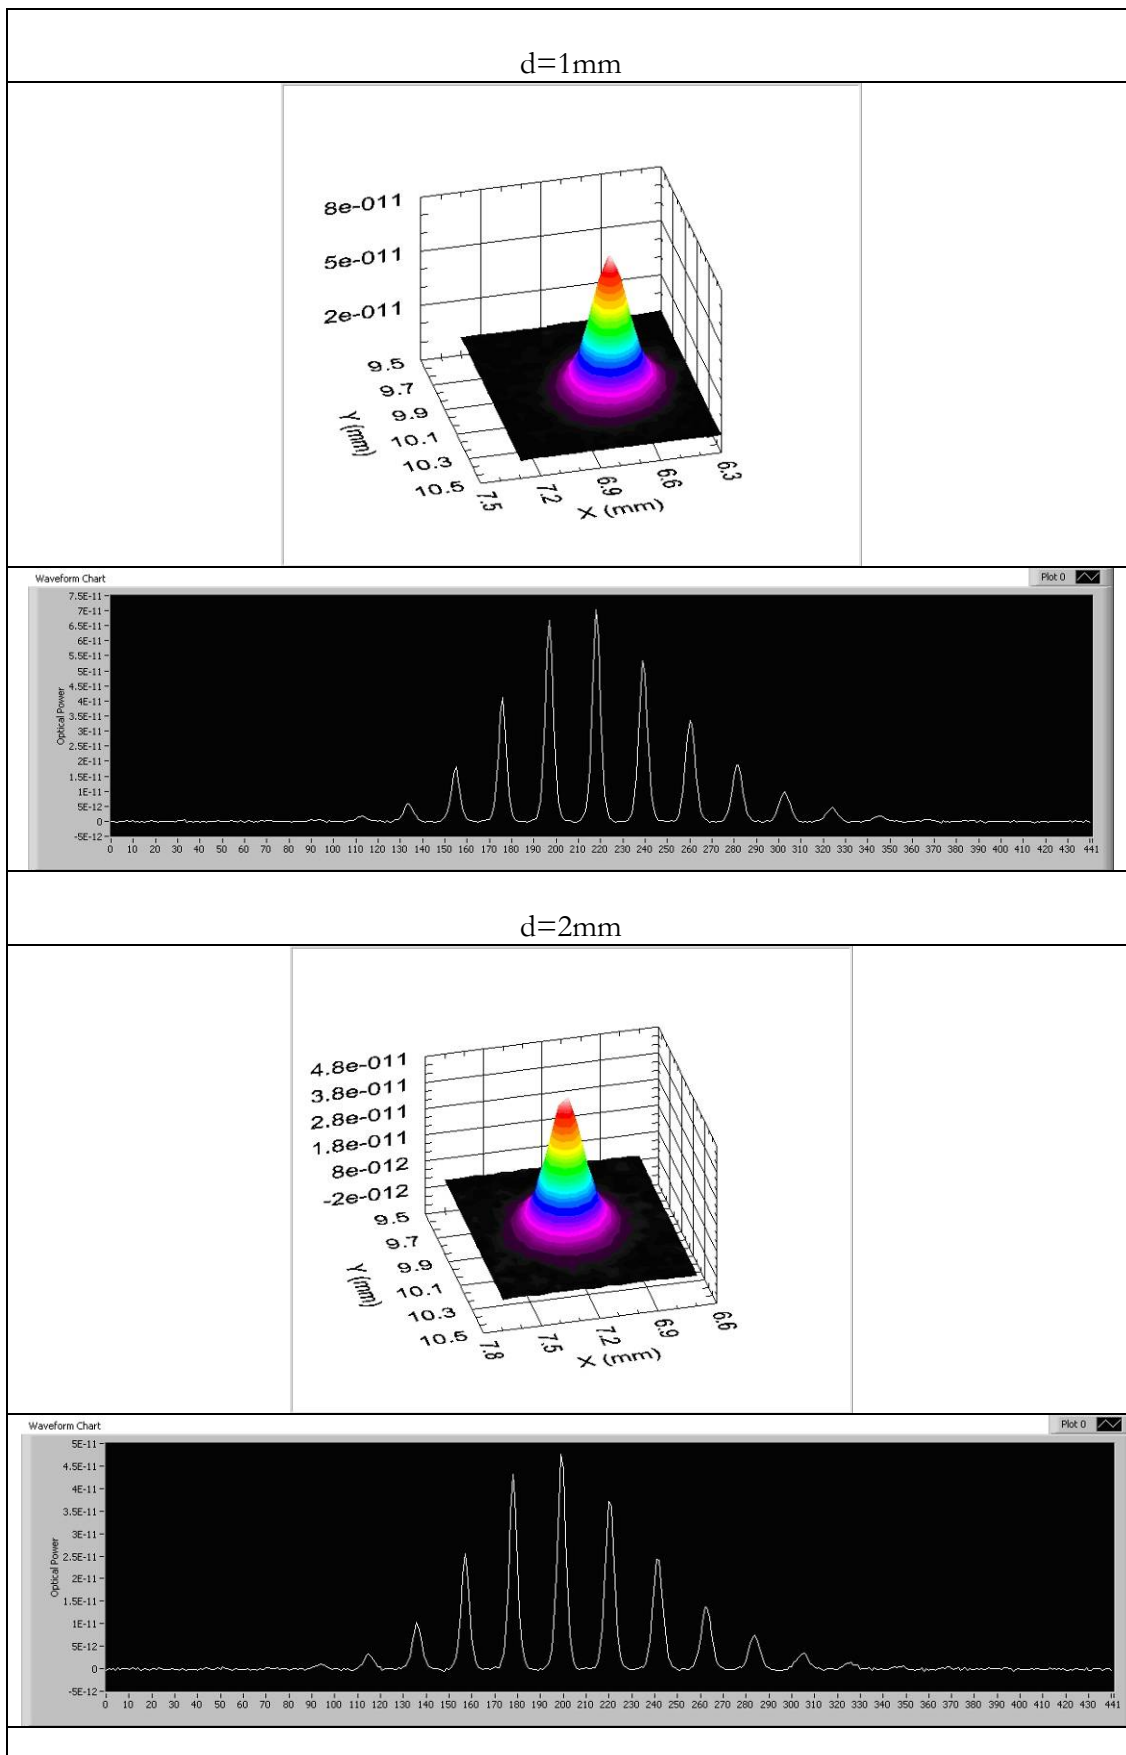 d=1mm
8e-011
5e-011
2e-011
9.5
9.7
9.9
10.1
10.3
10.5
Y (mm)
7.5
7.2
6.9
6.6
6.3
X (mm)
Waveform Chart
Plot 0
7.5E-11
7E-11
6.5E-11
6E-11
5.5E-11
5E-11
4.5E-11
4E-11
3.5E-11
3E-11
2.5E-11
2E-11
1.5E-11
1E-11
5E-12
0
-5E-12
Optical Power
0 10 20 30 40 50 60 70 80 90 100 110 120 130 140 150 160 170 180 190 200 210 220 230 240 250 260 270 280 290 300 310 320 330 340 350 360 370 380 390 400 410 420 430 441
d=2mm
4.8e-011
3.8e-011
2.8e-011
1.8e-011
8e-012
-2e-012
9.5
9.7
9.9
10.1
10.3
10.5
Y (mm)
7.8
7.5
7.2
6.9
6.6
X (mm)
Waveform Chart
Plot 0
5E-11
4.5E-11
4E-11
3.5E-11
3E-11
2.5E-11
2E-11
1.5E-11
1E-11
5E-12
0
-5E-12
Optical Power
0 10 20 30 40 50 60 70 80 90 100 110 120 130 140 150 160 170 180 190 200 210 220 230 240 250 260 270 280 290 300 310 320 330 340 350 360 370 380 390 400 410 420 430 441